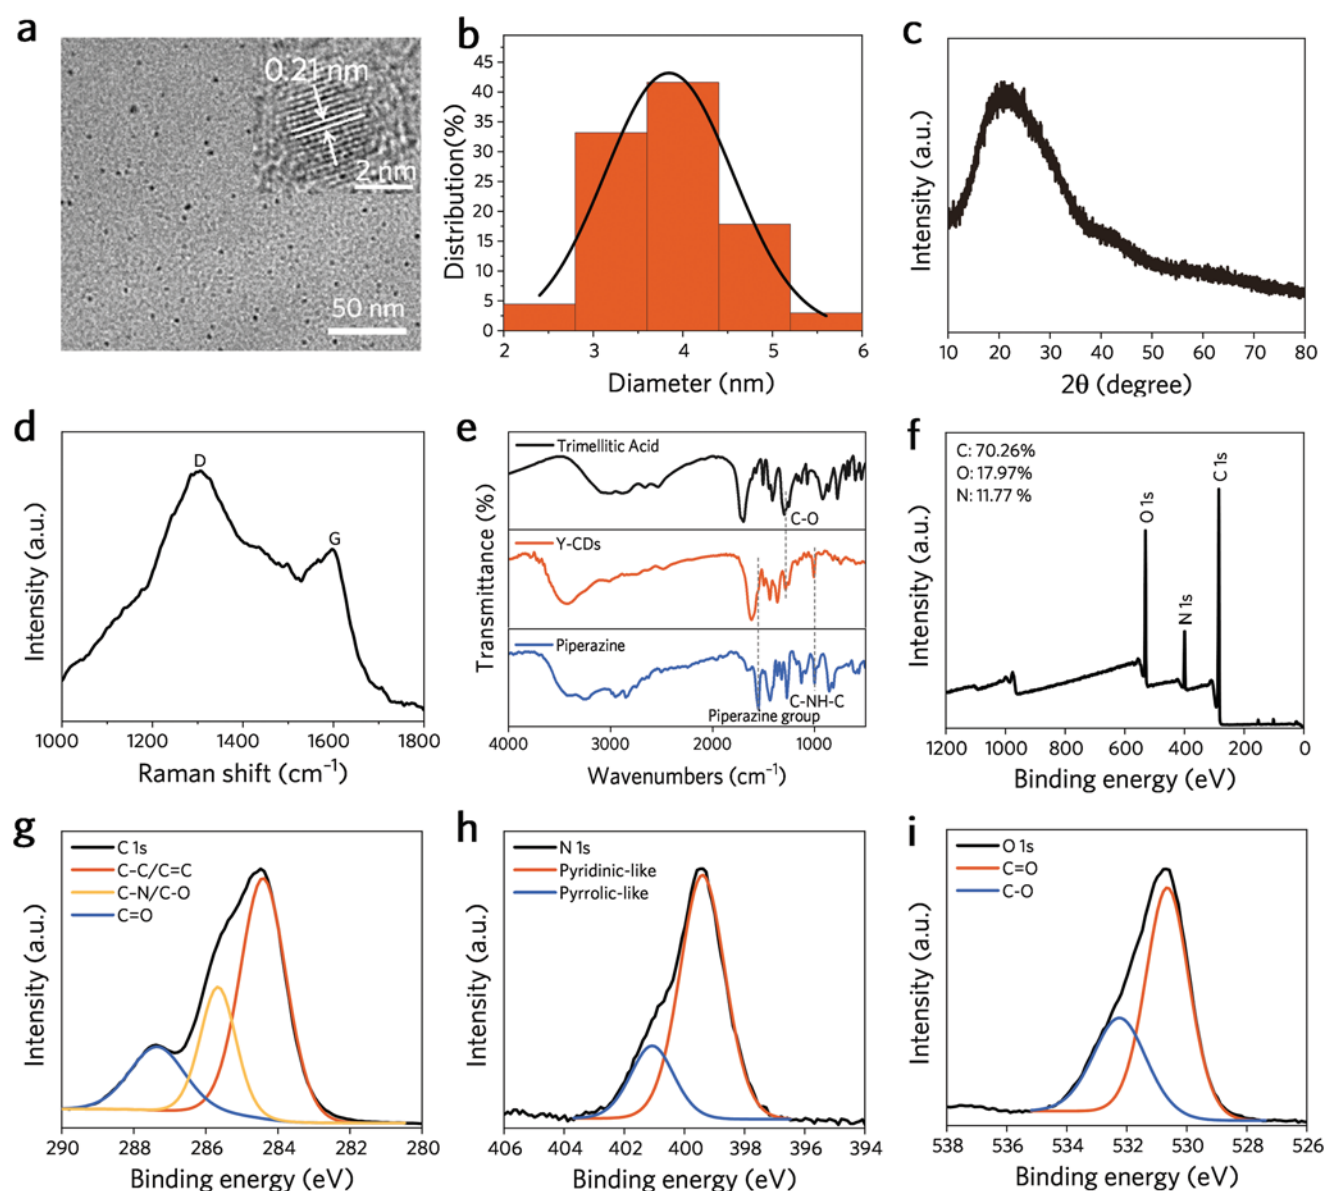 a
0.21 nm
2 nm
50 nm
b
Distribution(%)
45
40
35
30
25
20
15
10
5
0
2 3 4 5 6
Diameter (nm)
c
Intensity (a.u.)
10 20 30 40 50 60 70 80
2θ (degree)
d
D
G
Intensity (a.u.)
1000 1200 1400 1600 1800
Raman shift (cm⁻¹)
e
Trimellitic Acid
C-O
Y-CDs
Piperazine
C-NH-C
Piperazine group
Transmittance (%)
4000 3000 2000 1000
Wavenumbers (cm⁻¹)
f
C: 70.26%
O: 17.97%
N: 11.77 %
O 1s
N 1s
C 1s
Intensity (a.u.)
1200 1000 800 600 400 200 0
Binding energy (eV)
g
C 1s
C-C/C=C
C-N/C-O
C=O
Intensity (a.u.)
290 288 286 284 282 280
Binding energy (eV)
h
N 1s
Pyridinic-like
Pyrrolic-like
Intensity (a.u.)
406 404 402 400 398 396 394
Binding energy (eV)
i
O 1s
C=O
C-O
Intensity (a.u.)
538 536 534 532 530 528 526
Binding energy (eV)